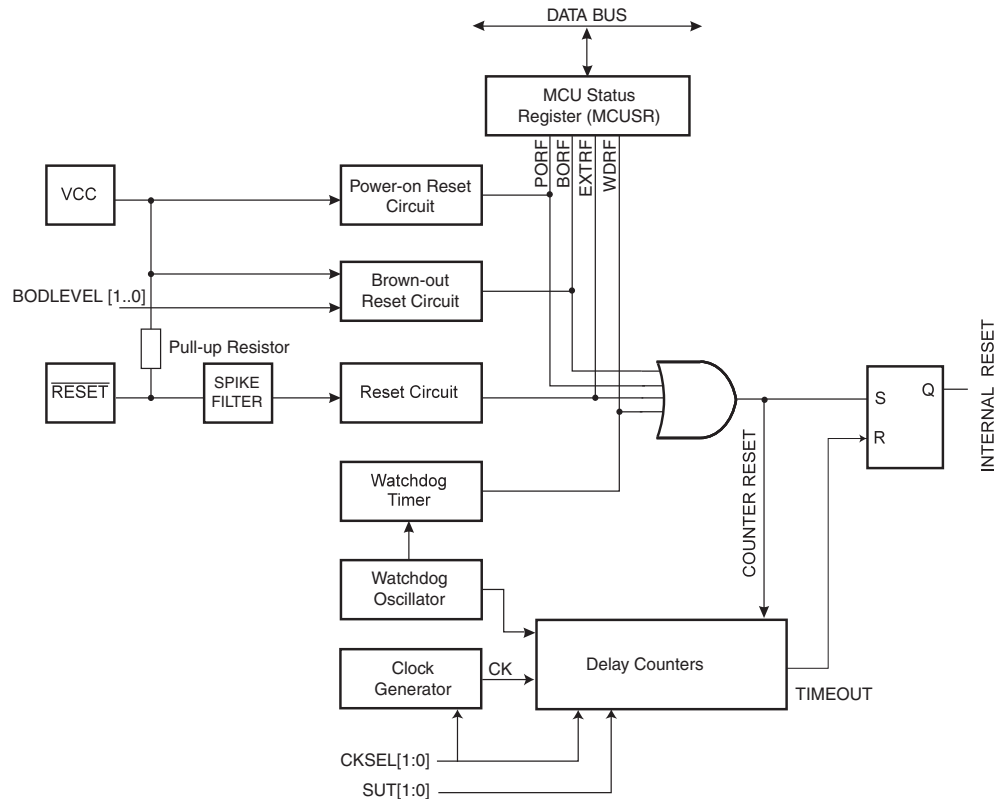 DATA BUS
MCU Status
Register (MCUSR)
PORF
BORF
EXTRF
WDRF
VCC
Power-on Reset
Circuit
Brown-out
Reset Circuit
BODLEVEL [1..0]
Pull-up Resistor
RESET
SPIKE
FILTER
Reset Circuit
S
Q
R
INTERNAL RESET
Watchdog
Timer
COUNTER RESET
Watchdog
Oscillator
Clock
Generator
CK
Delay Counters
TIMEOUT
CKSEL[1:0]
SUT[1:0]